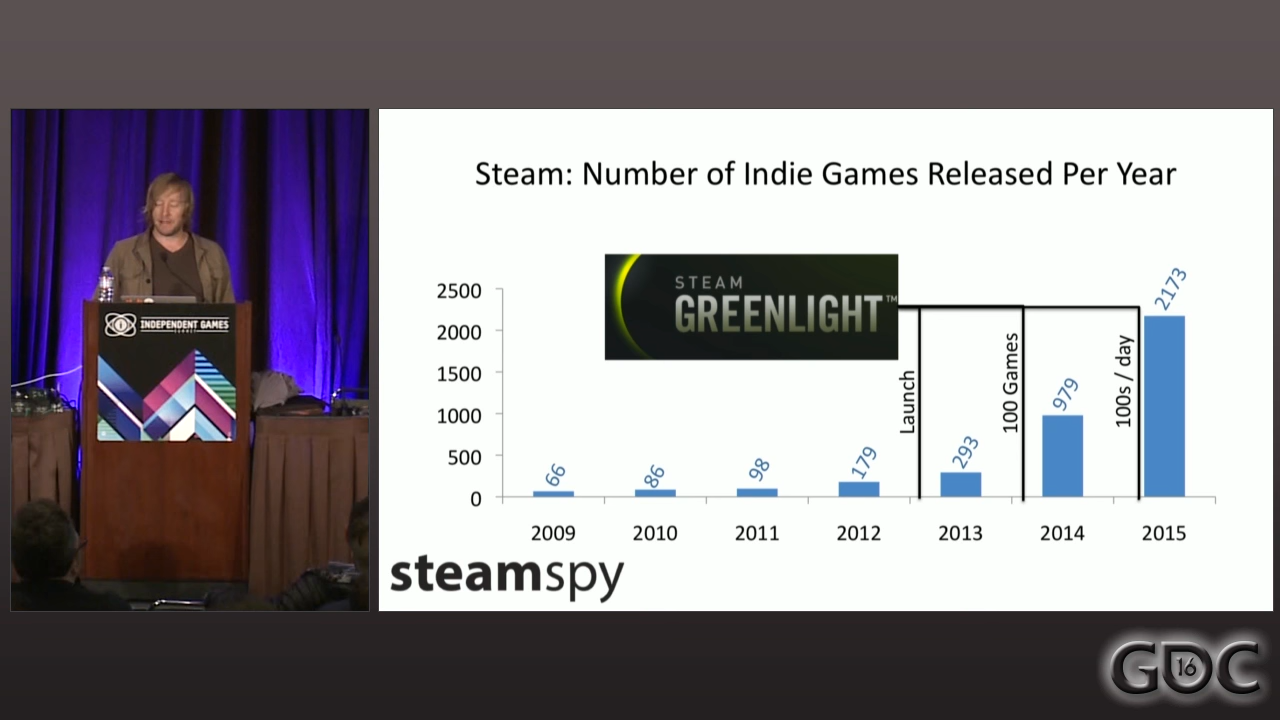 INDEPENDENT GAMES
Steam: Number of Indie Games Released Per Year
STEAM
GREENLIGHT™
2500
2000
1500
1000
500
0
66
86
98
179
293
979
2173
Launch
100 Games
100s / day
2009 2010 2011 2012 2013 2014 2015
steamspy
GDC
16